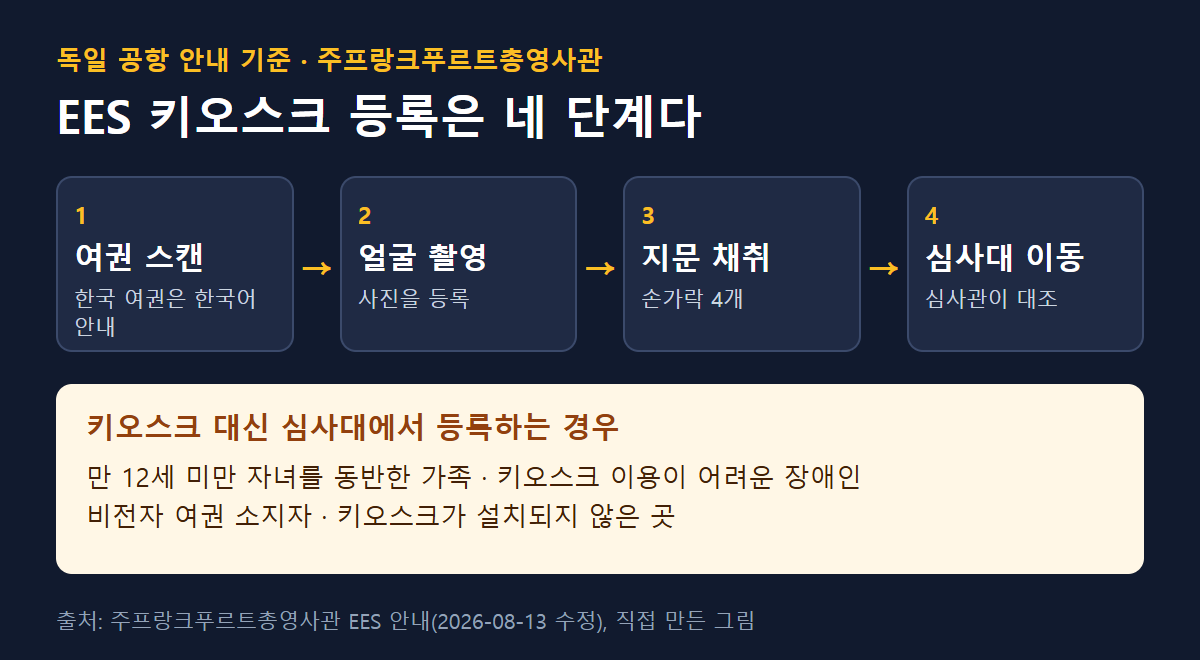 독일 공항 안내 기준 · 주프랑크푸르트총영사관
EES 키오스크 등록은 네 단계다
1
여권 스캔
한국 여권은 한국어
안내
→
2
얼굴 촬영
사진을 등록
→
3
지문 채취
손가락 4개
→
4
심사대 이동
심사관이 대조
키오스크 대신 심사대에서 등록하는 경우
만 12세 미만 자녀를 동반한 가족 · 키오스크 이용이 어려운 장애인
비전자 여권 소지자 · 키오스크가 설치되지 않은 곳
출처: 주프랑크푸르트총영사관 EES 안내(2026-08-13 수정), 직접 만든 그림